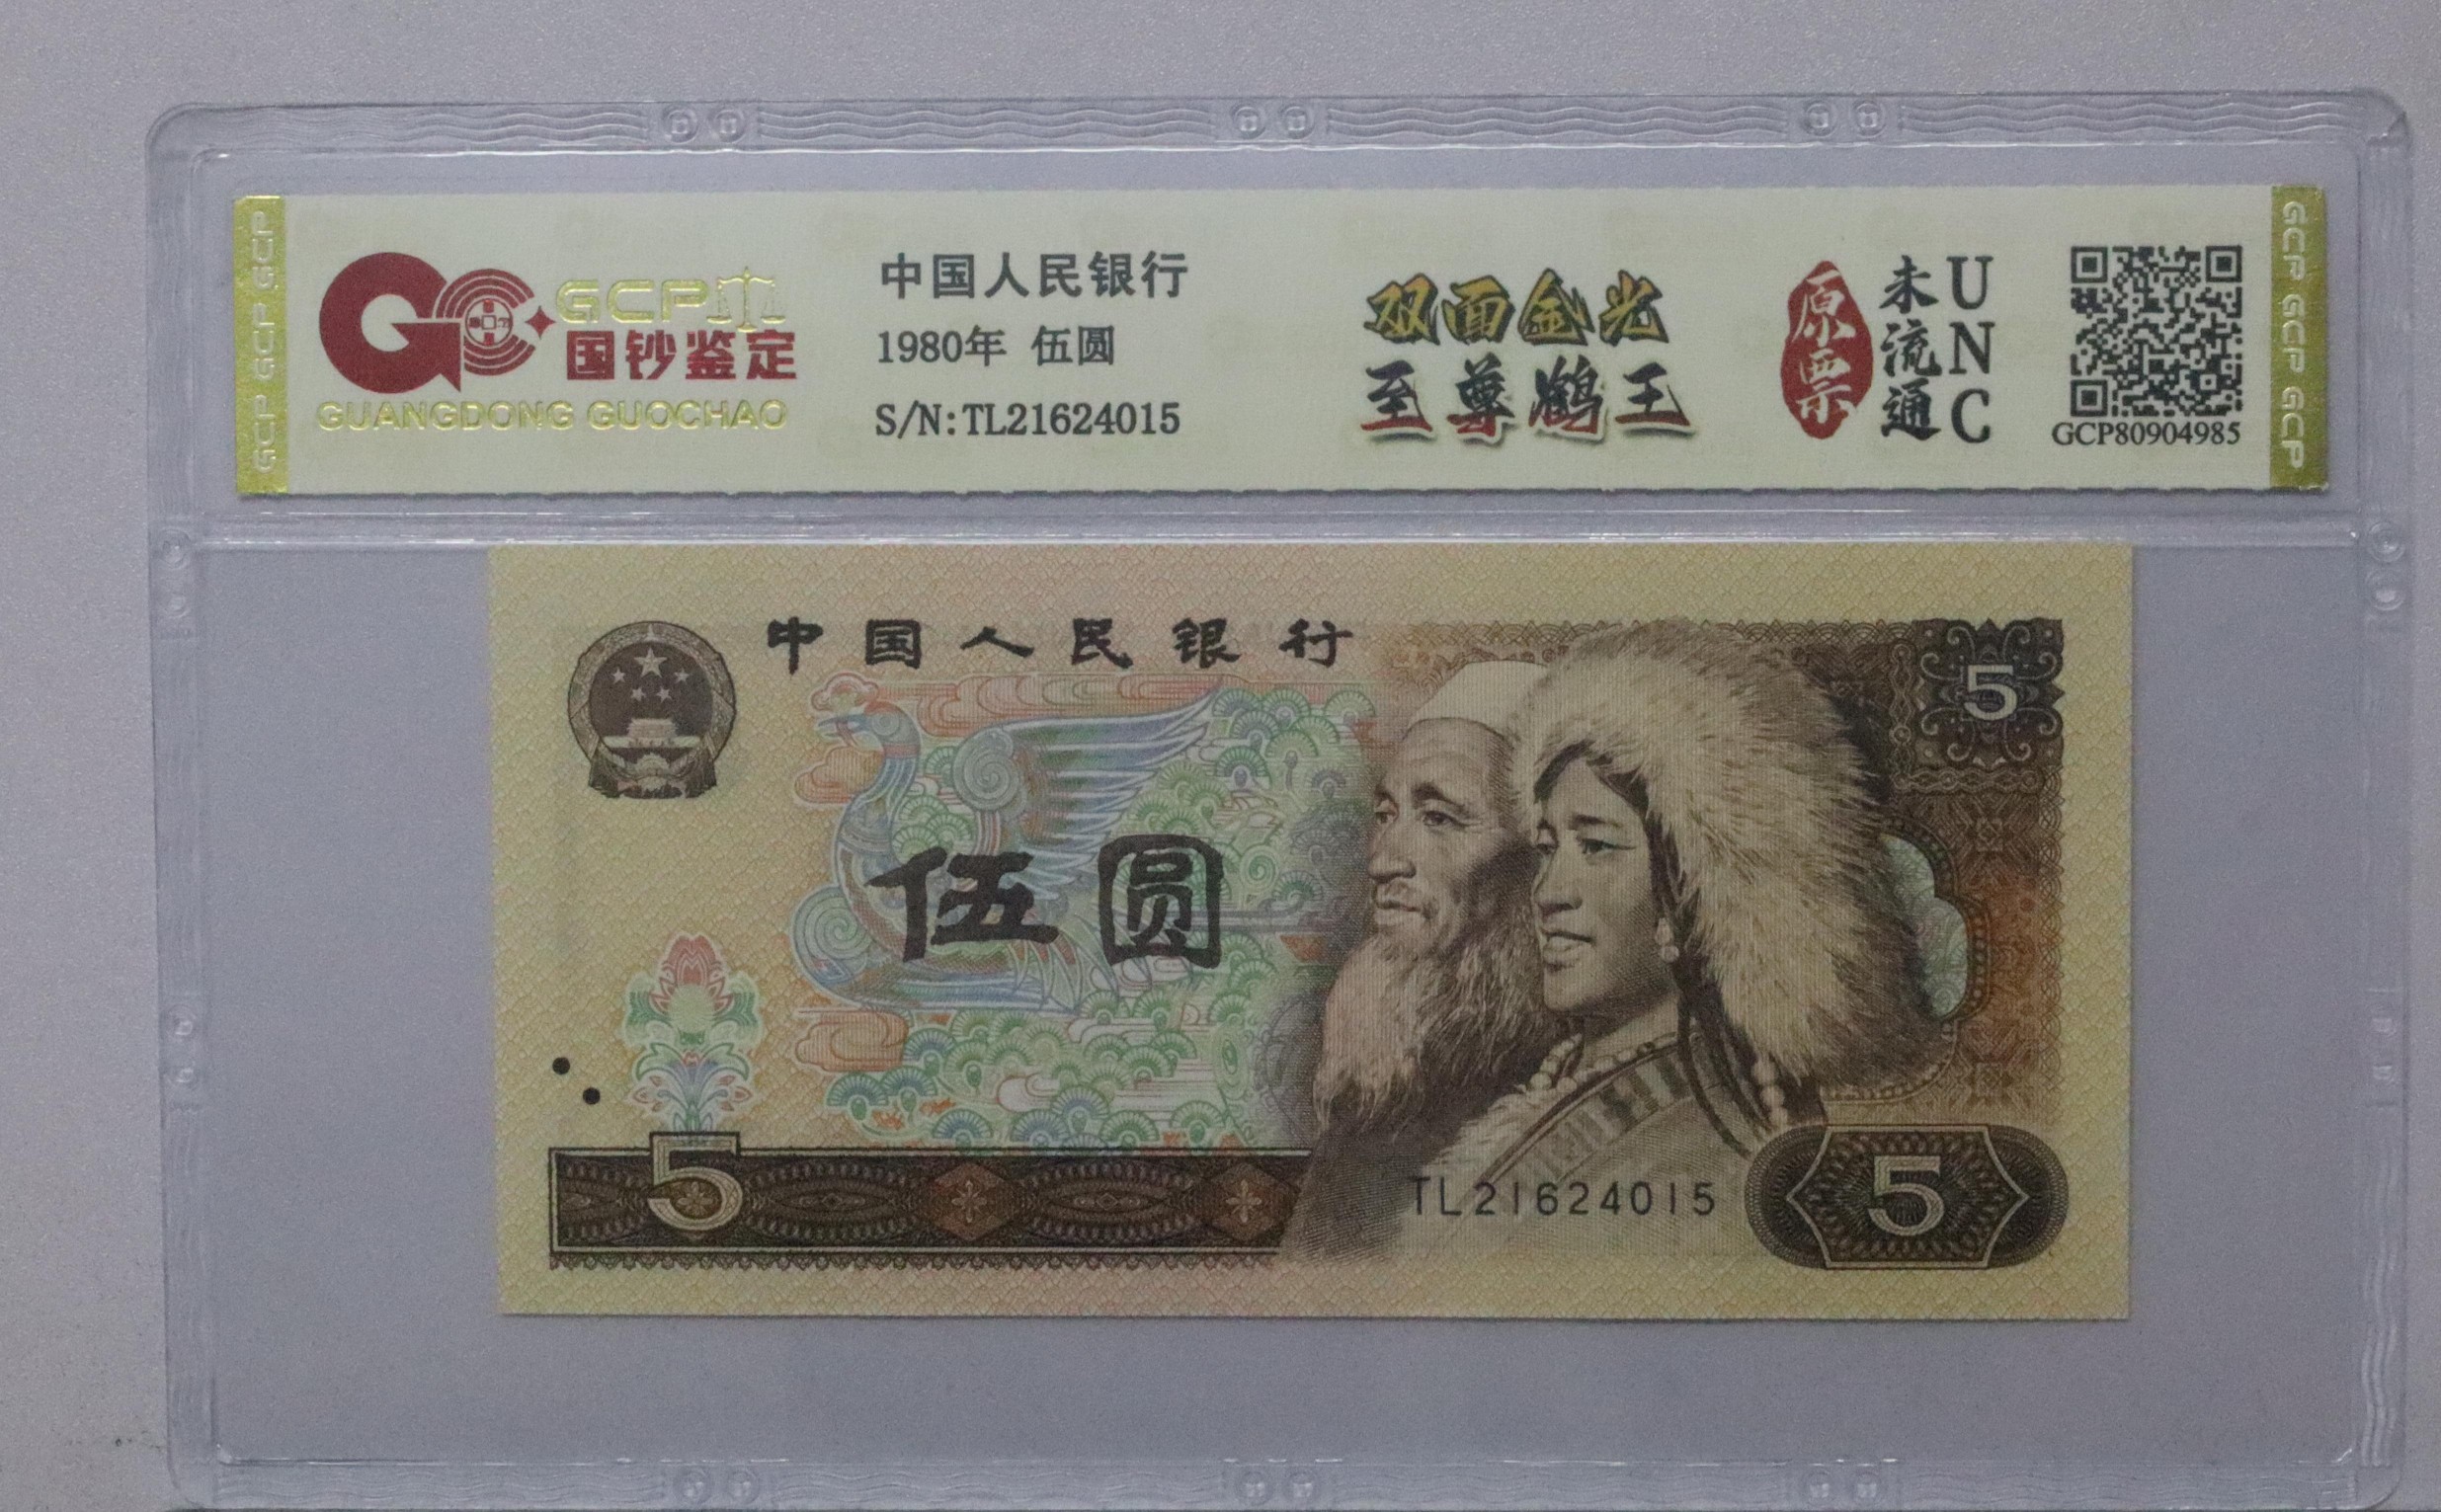 GCP GCP GCP GCP
GCP
国钞鉴定
GUANGDONG GUOCHAO
中国人民银行
1980年 伍圆
S/N:TL21624015
双面金光
至尊鹤王
原票
未流通
UNC
GCP80904985
GCP GCP GCP GCP
中国人民银行
5
伍圆
5
TL21624015
5